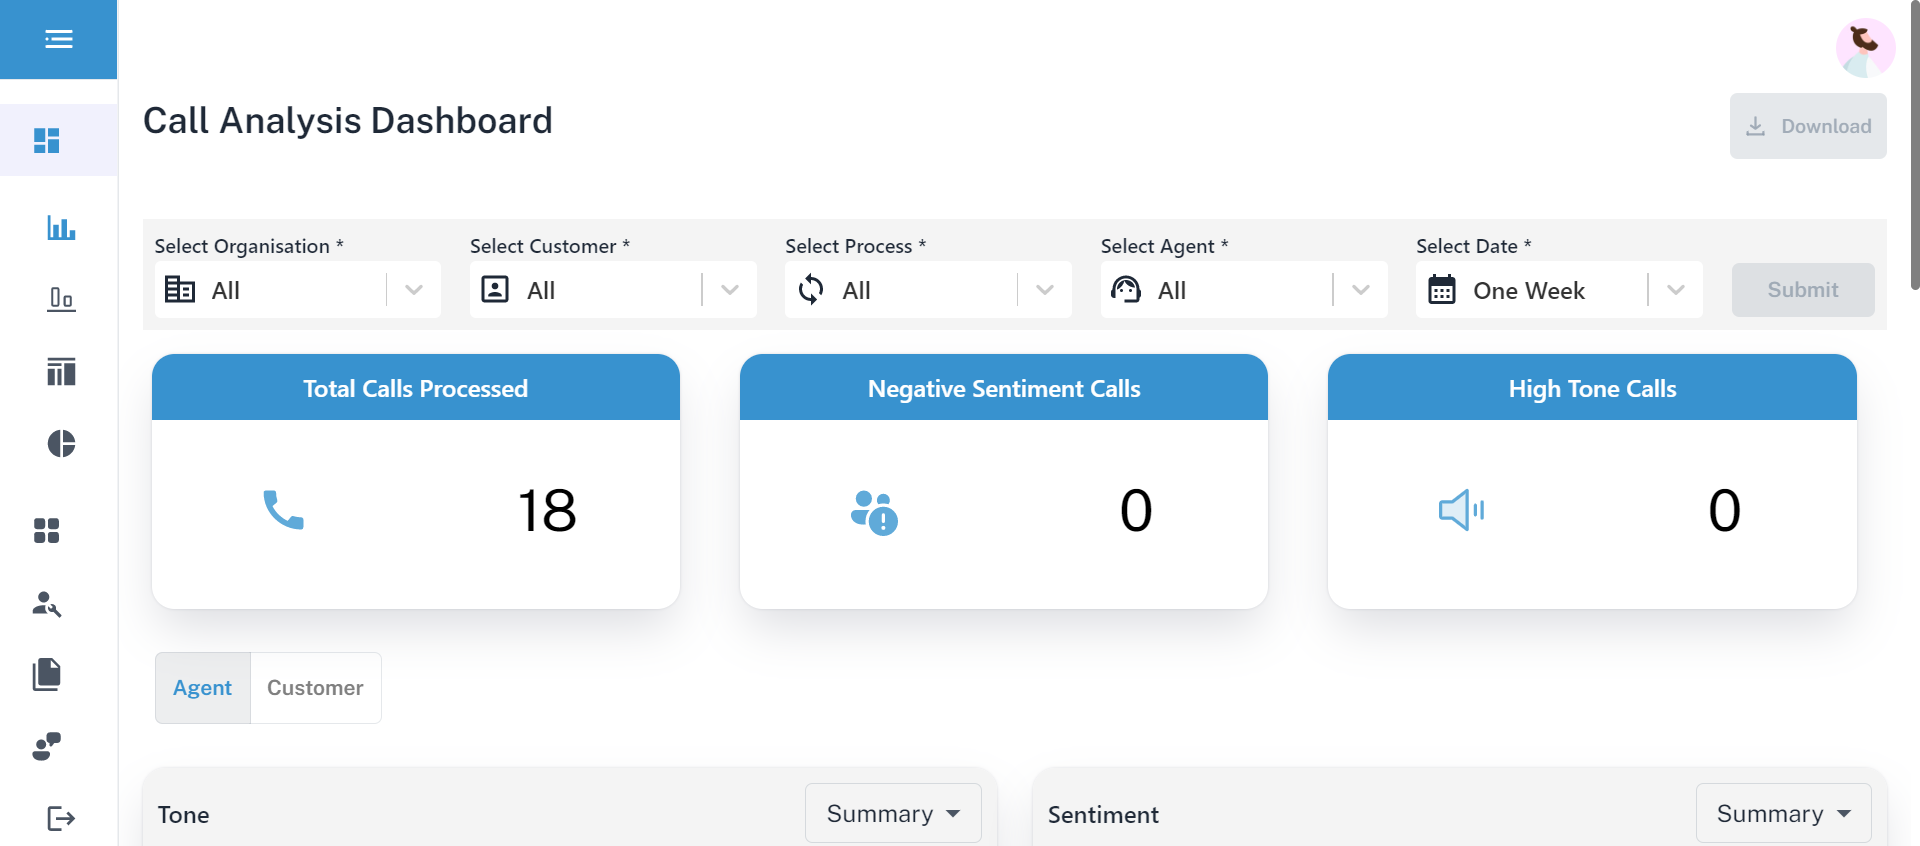 Call Analysis Dashboard
Download
Select Organisation *
Select Customer *
Select Process *
Select Agent *
Select Date *
All
All
All
All
One Week
Submit
Total Calls Processed
Negative Sentiment Calls
High Tone Calls
18
0
0
Agent
Customer
Tone
Summary
Sentiment
Summary